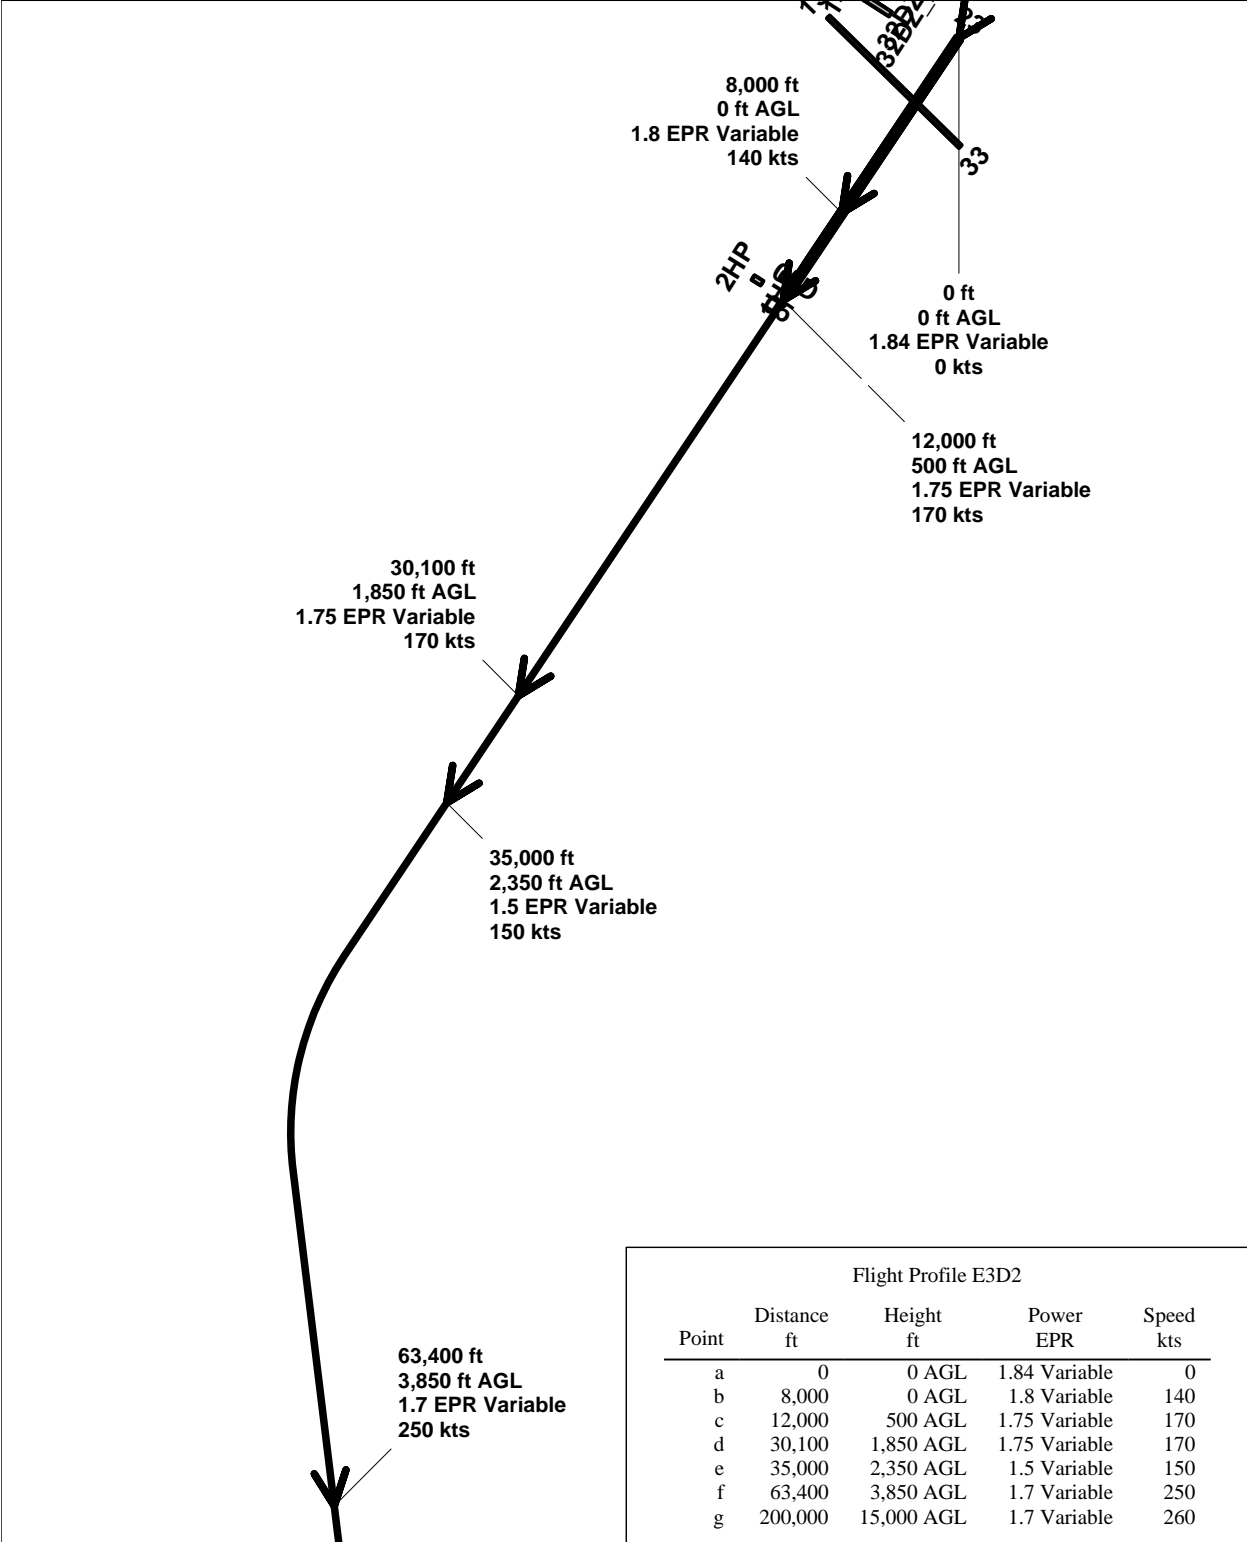 8,000 ft
0 ft AGL
1.8 EPR Variable
140 kts
33
2HP
0 ft
0 ft AGL
1.84 EPR Variable
0 kts
12,000 ft
500 ft AGL
1.75 EPR Variable
170 kts
30,100 ft
1,850 ft AGL
1.75 EPR Variable
170 kts
35,000 ft
2,350 ft AGL
1.5 EPR Variable
150 kts
63,400 ft
3,850 ft AGL
1.7 EPR Variable
250 kts
Flight Profile E3D2
Distance Height Power Speed
Point ft ft EPR kts
a 0 0 AGL 1.84 Variable 0
b 8,000 0 AGL 1.8 Variable 140
c 12,000 500 AGL 1.75 Variable 170
d 30,100 1,850 AGL 1.75 Variable 170
e 35,000 2,350 AGL 1.5 Variable 150
f 63,400 3,850 AGL 1.7 Variable 250
g 200,000 15,000 AGL 1.7 Variable 260